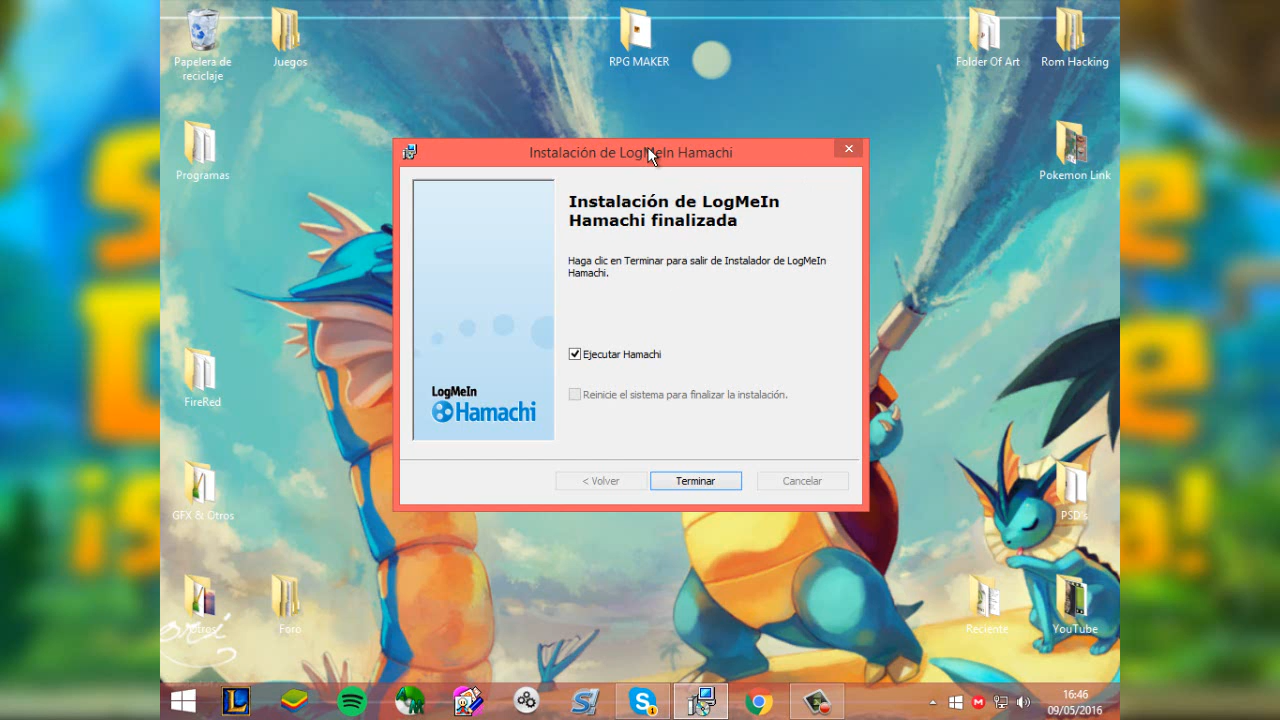 Papelera de
reciclaje
Juegos
RPG MAKER
Folder Of Art
Rom Hacking
Programas
Pokemon Link
FireRed
GFX & Otros
PSD's
Otros
Foro
Reciente
YouTube
Instalación de LogMeIn Hamachi
Instalación de LogMeIn
Hamachi finalizada
Haga clic en Terminar para salir de Instalador de LogMeIn
Hamachi.
Ejecutar Hamachi
Reinicie el sistema para finalizar la instalación.
LogMeIn
Hamachi
< Volver
Terminar
Cancelar
16:46
09/05/2016